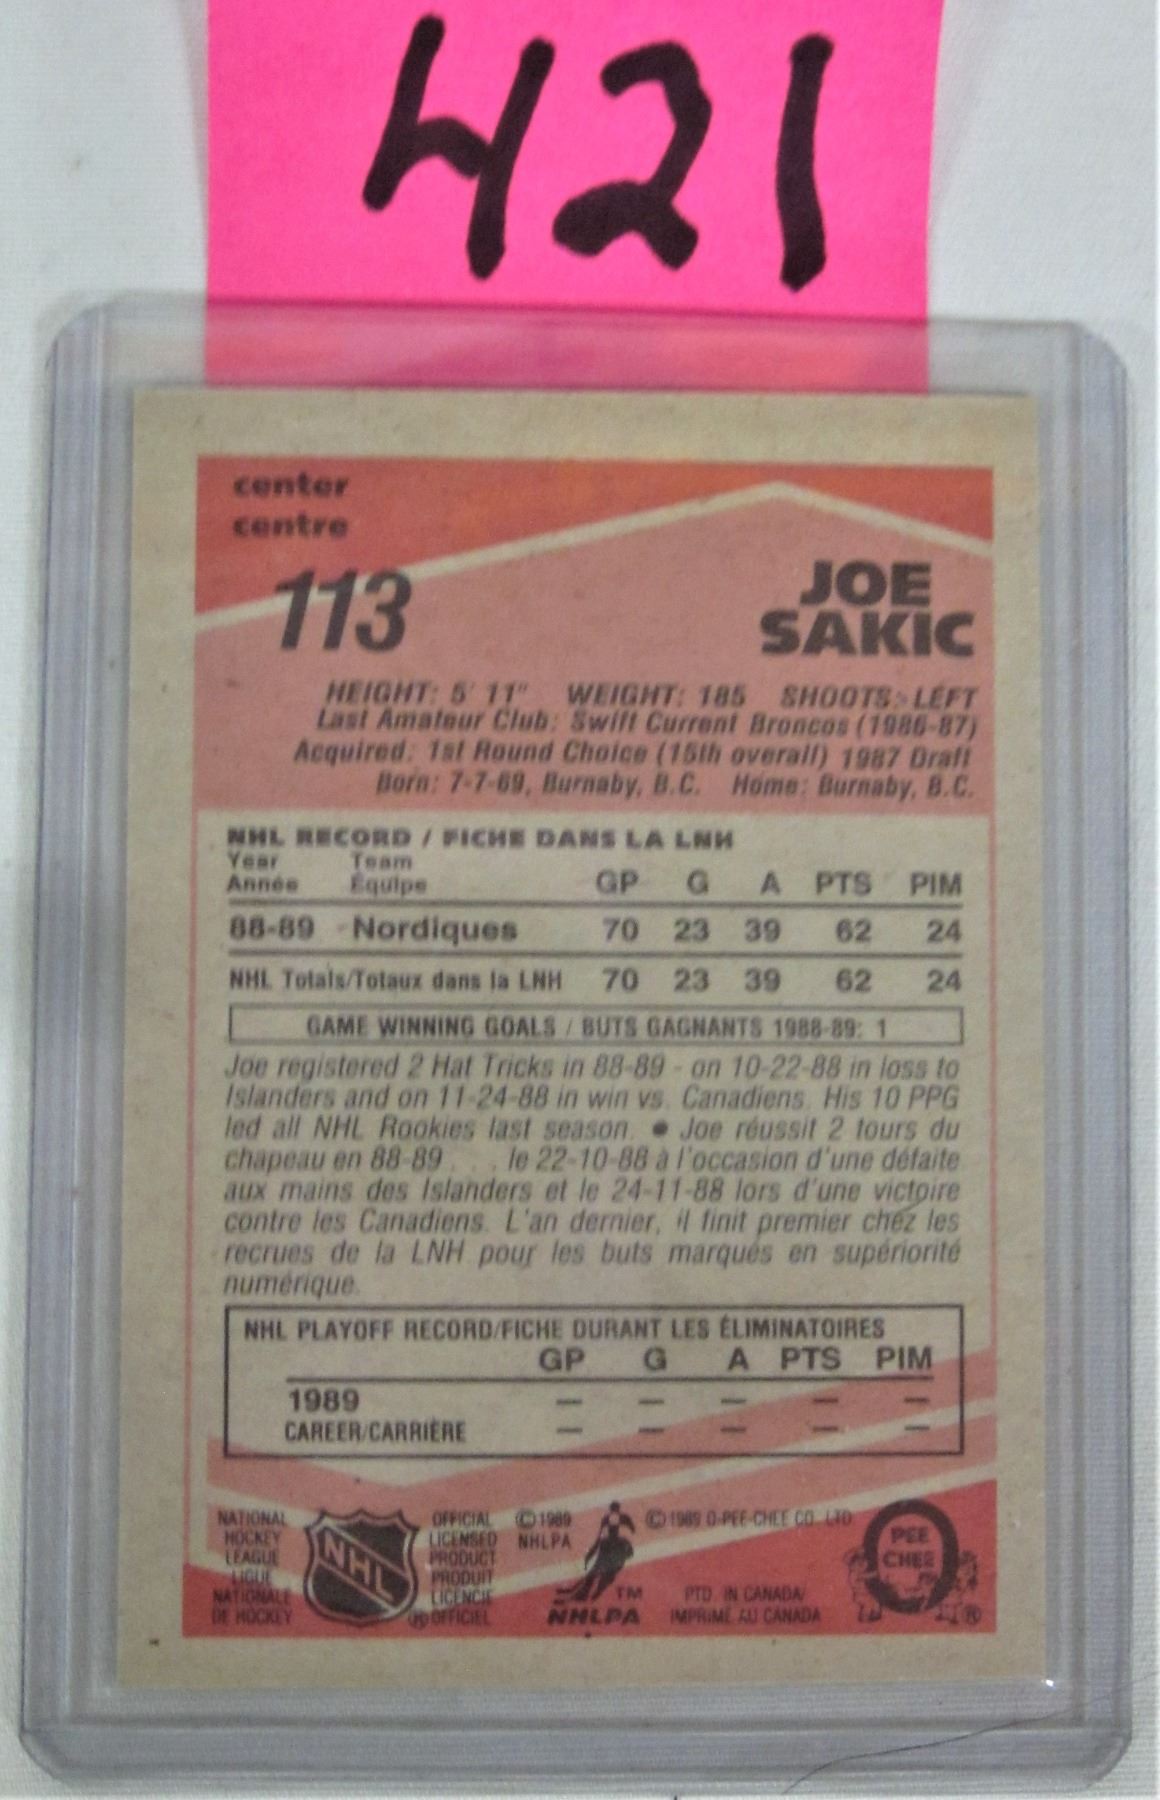 421
center
centre
113
JOE
SAKIC
HEIGHT: 5' 11" WEIGHT: 185 SHOOTS: LEFT
Last Amateur Club: Swift Current Broncos (1986-87)
Acquired: 1st Round Choice (15th overall) 1987 Draft
Born: 7-7-69, Burnaby, B.C. Home: Burnaby, B.C.
NHL RECORD / FICHE DANS LA LNH
Year Team
Année Équipe GP G A PTS PIM
88-89 Nordiques 70 23 39 62 24
NHL Totals/Totaux dans la LNH 70 23 39 62 24
GAME WINNING GOALS / BUTS GAGNANTS 1988-89: 1
Joe registered 2 Hat Tricks in 88-89 - on 10-22-88 in loss to
Islanders and on 11-24-88 in win vs. Canadiens. His 10 PPG
led all NHL Rookies last season. ● Joe réussit 2 tours du
chapeau en 88-89 . . . le 22-10-88 à l'occasion d'une défaite
aux mains des Islanders et le 24-11-88 lors d'une victoire
contre les Canadiens. L'an dernier, il finit premier chez les
recrues de la LNH pour les buts marqués en supériorité
numérique.
NHL PLAYOFF RECORD/FICHE DURANT LES ÉLIMINATOIRES
GP G A PTS PIM
1989 — — — — —
CAREER/CARRIÈRE — — — — —
NATIONAL
HOCKEY
LEAGUE
LIGUE
NATIONALE
DE HOCKEY
NHL
OFFICIAL
LICENSED
PRODUCT
PRODUIT
LICENCIÉ
® OFFICIEL
© 1989
NHLPA
TM
NHLPA
© 1989 O-PEE-CHEE CO. LTD.
PTD. IN CANADA/
IMPRIMÉ AU CANADA
PEE
CHEE
®